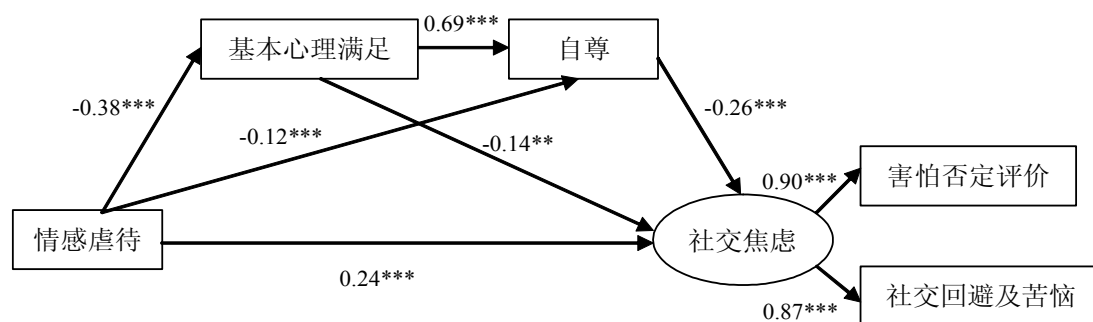 0.69***
基本心理满足
自尊
-0.38***
-0.12***
-0.14**
-0.26***
0.90***
害怕否定评价
情感虐待
社交焦虑
0.24***
社交回避及苦恼
0.87***